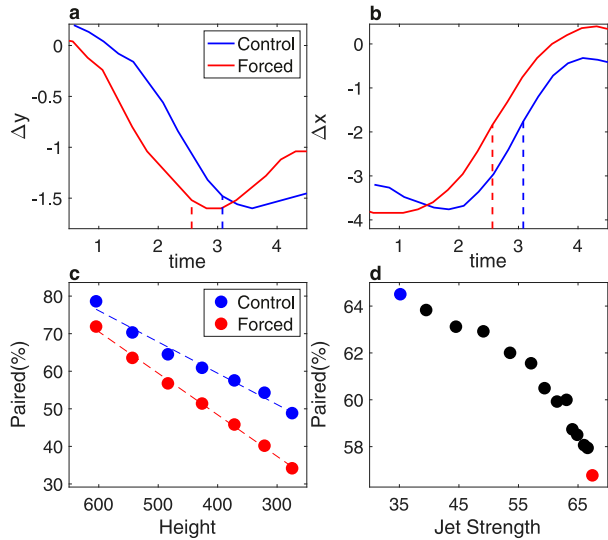 a
0
-0.5
-1
-1.5
Δy
1
2
3
4
time
Control
Forced
b
0
-1
-2
-3
-4
Δx
1
2
3
4
time
c
80
70
60
50
40
30
Paired(%)
600
500
400
300
Height
Control
Forced
d
64
62
60
58
Paired(%)
35
45
55
65
Jet Strength